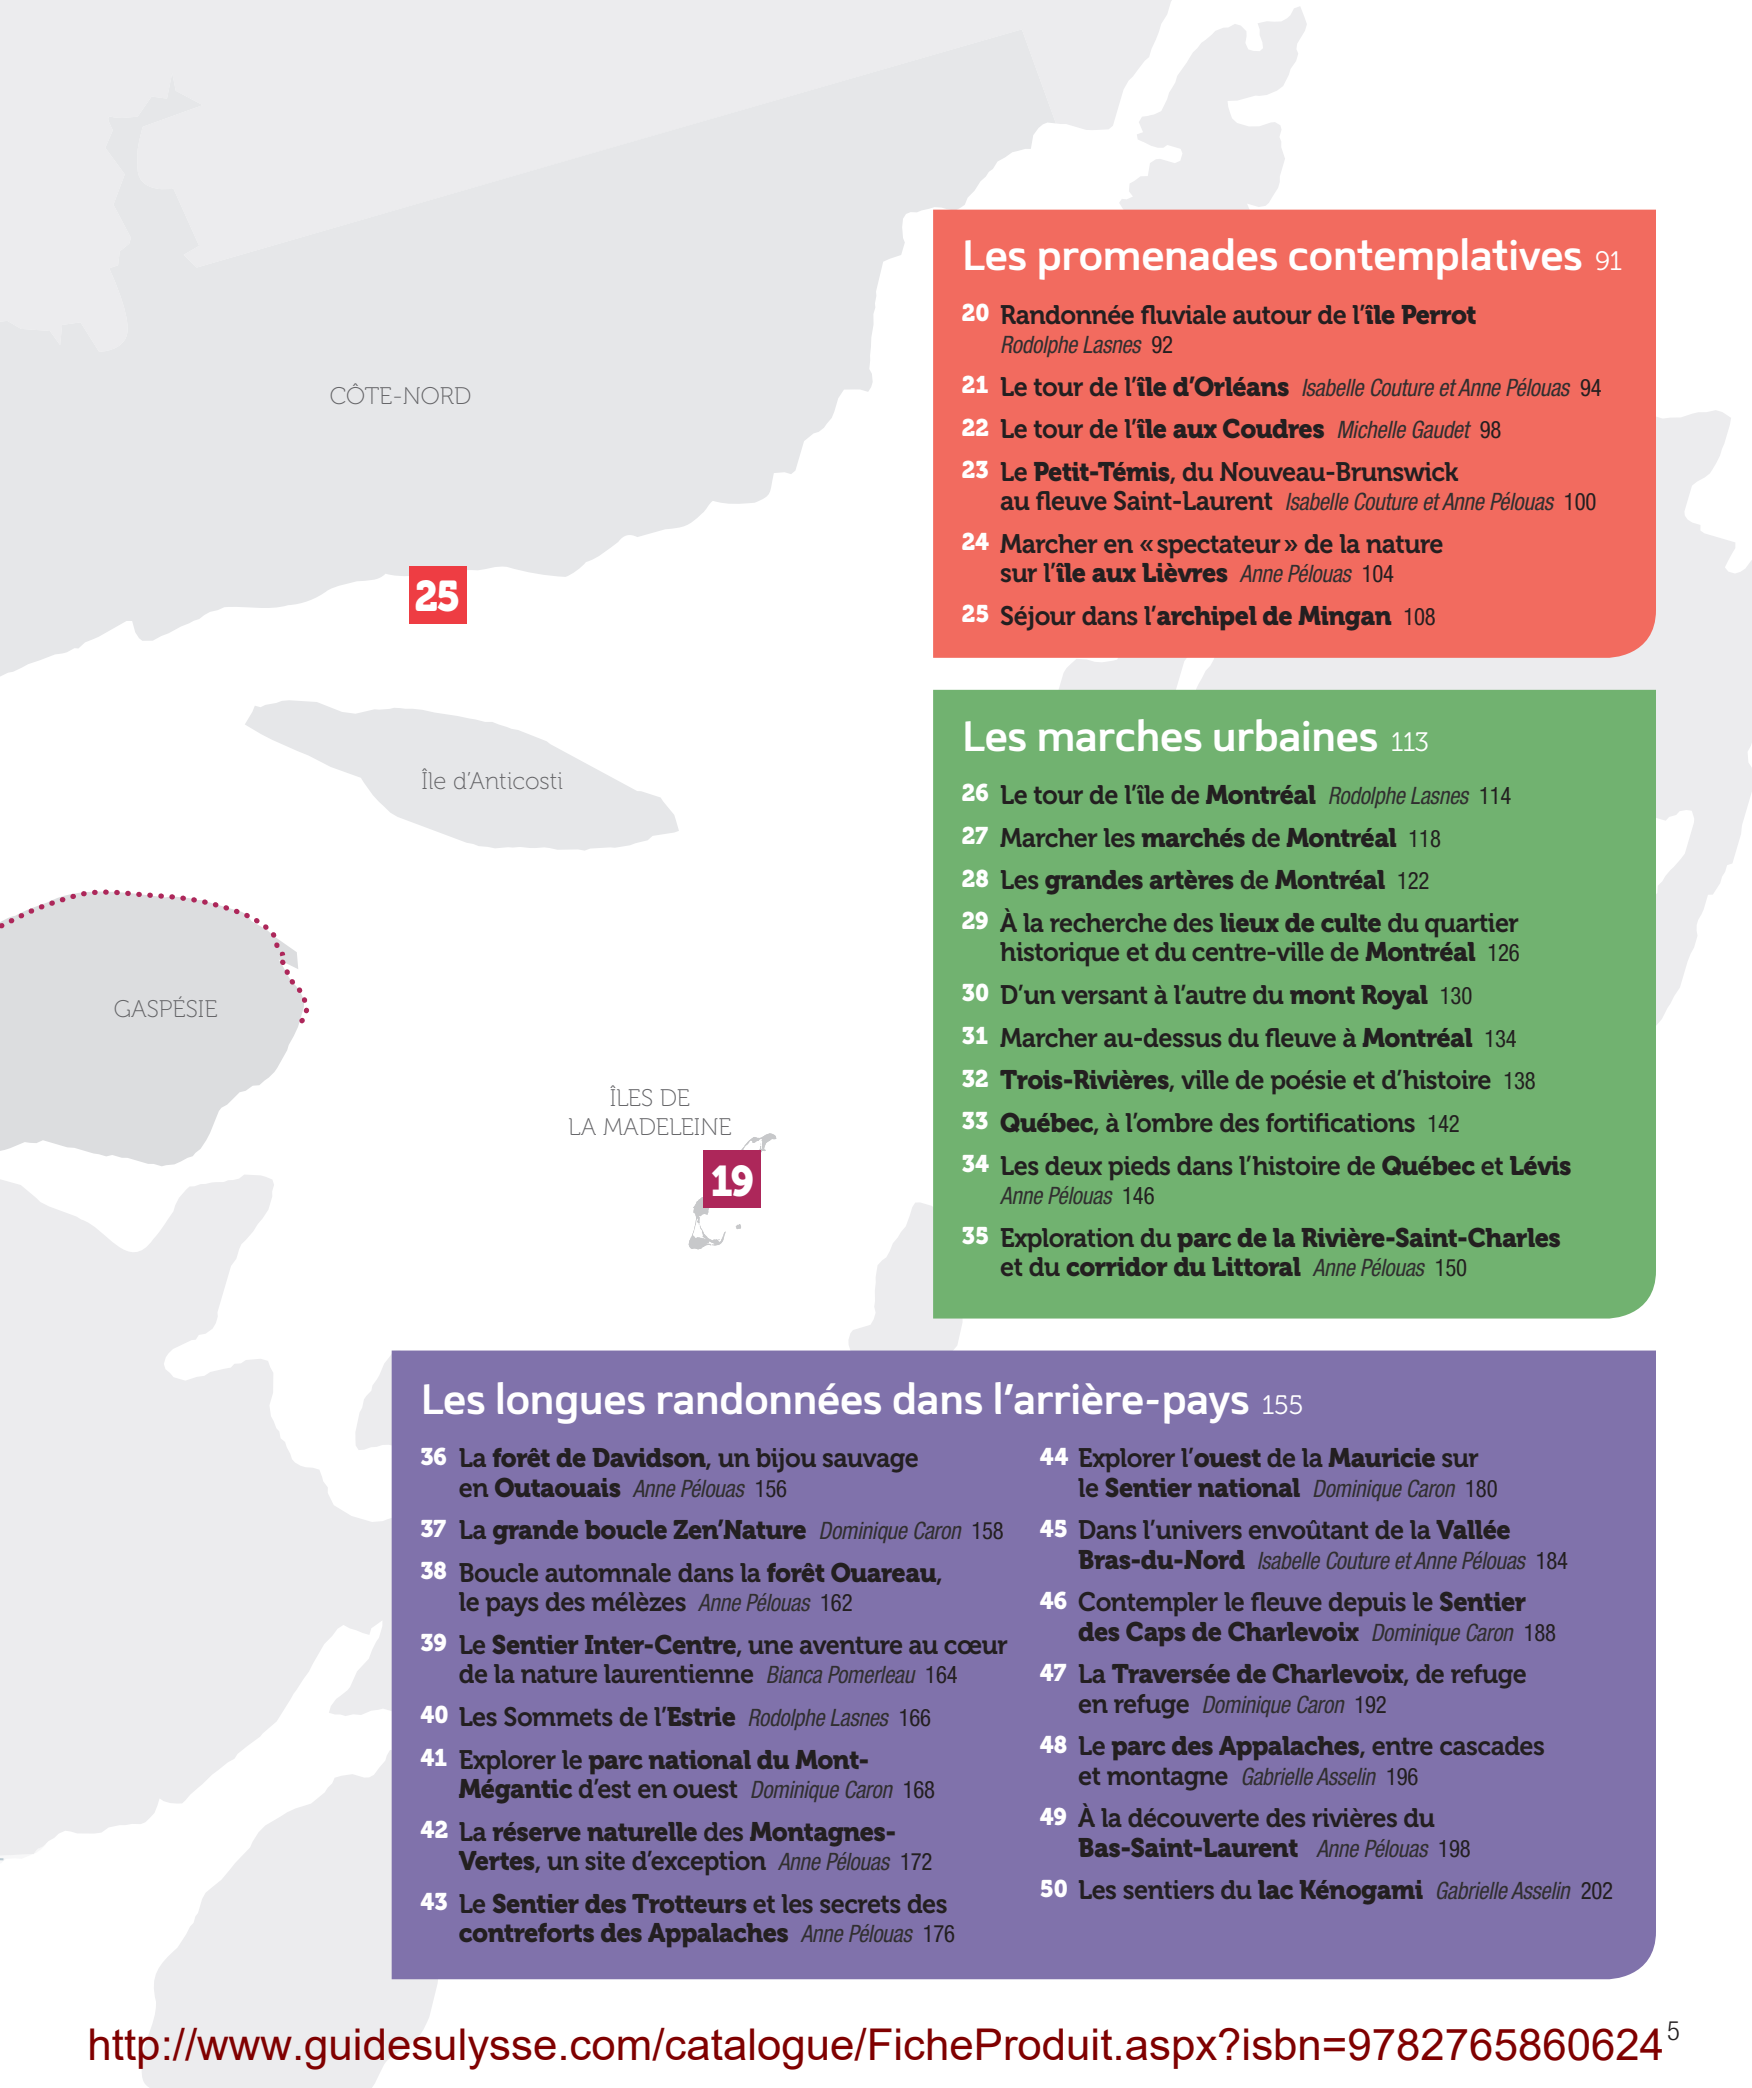 CÔTE-NORD
25
Île d'Anticosti
GASPÉSIE
ÎLES DE
LA MADELEINE
19
Les promenades contemplatives 91
20 Randonnée fluviale autour de l'île Perrot
Rodolphe Lasnes 92
21 Le tour de l'île d'Orléans Isabelle Couture et Anne Pélouas 94
22 Le tour de l'île aux Coudres Michelle Gaudet 98
23 Le Petit-Témis, du Nouveau-Brunswick
au fleuve Saint-Laurent Isabelle Couture et Anne Pélouas 100
24 Marcher en «spectateur» de la nature
sur l'île aux Lièvres Anne Pélouas 104
25 Séjour dans l'archipel de Mingan 108
Les marches urbaines 113
26 Le tour de l'île de Montréal Rodolphe Lasnes 114
27 Marcher les marchés de Montréal 118
28 Les grandes artères de Montréal 122
29 À la recherche des lieux de culte du quartier
historique et du centre-ville de Montréal 126
30 D'un versant à l'autre du mont Royal 130
31 Marcher au-dessus du fleuve à Montréal 134
32 Trois-Rivières, ville de poésie et d'histoire 138
33 Québec, à l'ombre des fortifications 142
34 Les deux pieds dans l'histoire de Québec et Lévis
Anne Pélouas 146
35 Exploration du parc de la Rivière-Saint-Charles
et du corridor du Littoral Anne Pélouas 150
Les longues randonnées dans l'arrière-pays 155
36 La forêt de Davidson, un bijou sauvage
en Outaouais Anne Pélouas 156
37 La grande boucle Zen'Nature Dominique Caron 158
38 Boucle automnale dans la forêt Ouareau,
le pays des mélèzes Anne Pélouas 162
39 Le Sentier Inter-Centre, une aventure au cœur
de la nature laurentienne Bianca Pomerleau 164
40 Les Sommets de l'Estrie Rodolphe Lasnes 166
41 Explorer le parc national du Mont-
Mégantic d'est en ouest Dominique Caron 168
42 La réserve naturelle des Montagnes-
Vertes, un site d'exception Anne Pélouas 172
43 Le Sentier des Trotteurs et les secrets des
contreforts des Appalaches Anne Pélouas 176
44 Explorer l'ouest de la Mauricie sur
le Sentier national Dominique Caron 180
45 Dans l'univers envoûtant de la Vallée
Bras-du-Nord Isabelle Couture et Anne Pélouas 184
46 Contempler le fleuve depuis le Sentier
des Caps de Charlevoix Dominique Caron 188
47 La Traversée de Charlevoix, de refuge
en refuge Dominique Caron 192
48 Le parc des Appalaches, entre cascades
et montagne Gabrielle Asselin 196
49 À la découverte des rivières du
Bas-Saint-Laurent Anne Pélouas 198
50 Les sentiers du lac Kénogami Gabrielle Asselin 202
http://www.guidesulysse.com/catalogue/FicheProduit.aspx?isbn=9782765860624
5